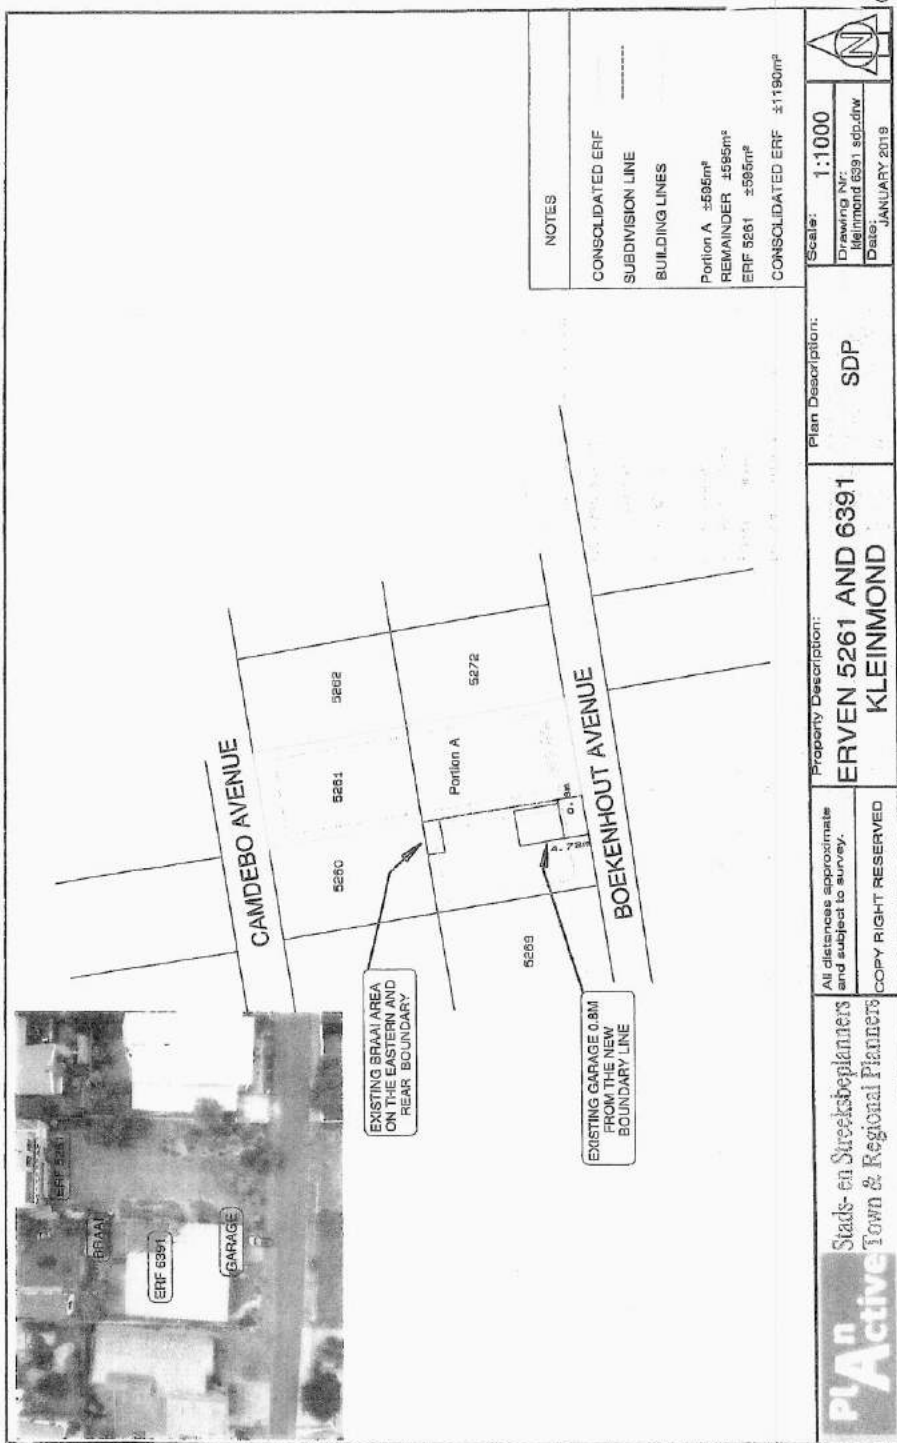 ERF 5261
BRAAI
ERF 6391
GARAGE
CAMDEBO AVENUE
5260
5261
5262
EXISTING BRAAI AREA
ON THE EASTERN AND
REAR BOUNDARY
Portion A
5272
5269
4.78m
EXISTING GARAGE 0.8M
FROM THE NEW
BOUNDARY LINE
BOEKENHOUT AVENUE
NOTES
CONSOLIDATED ERF
SUBDIVISION LINE
BUILDING LINES
Portion A ±595m²
REMAINDER ±595m²
ERF 5261 ±595m²
CONSOLIDATED ERF ±1190m²
PlAn
Active
Stads- en Streeksbeplanners
Town & Regional Planners
All distances approximate
and subject to survey.
COPY RIGHT RESERVED
Property Description:
ERVEN 5261 AND 6391
KLEINMOND
Plan Description:
SDP
Scale:
1:1000
Drawing Nr:
kleinmond 6391 sdp.drw
Date:
JANUARY 2019
N